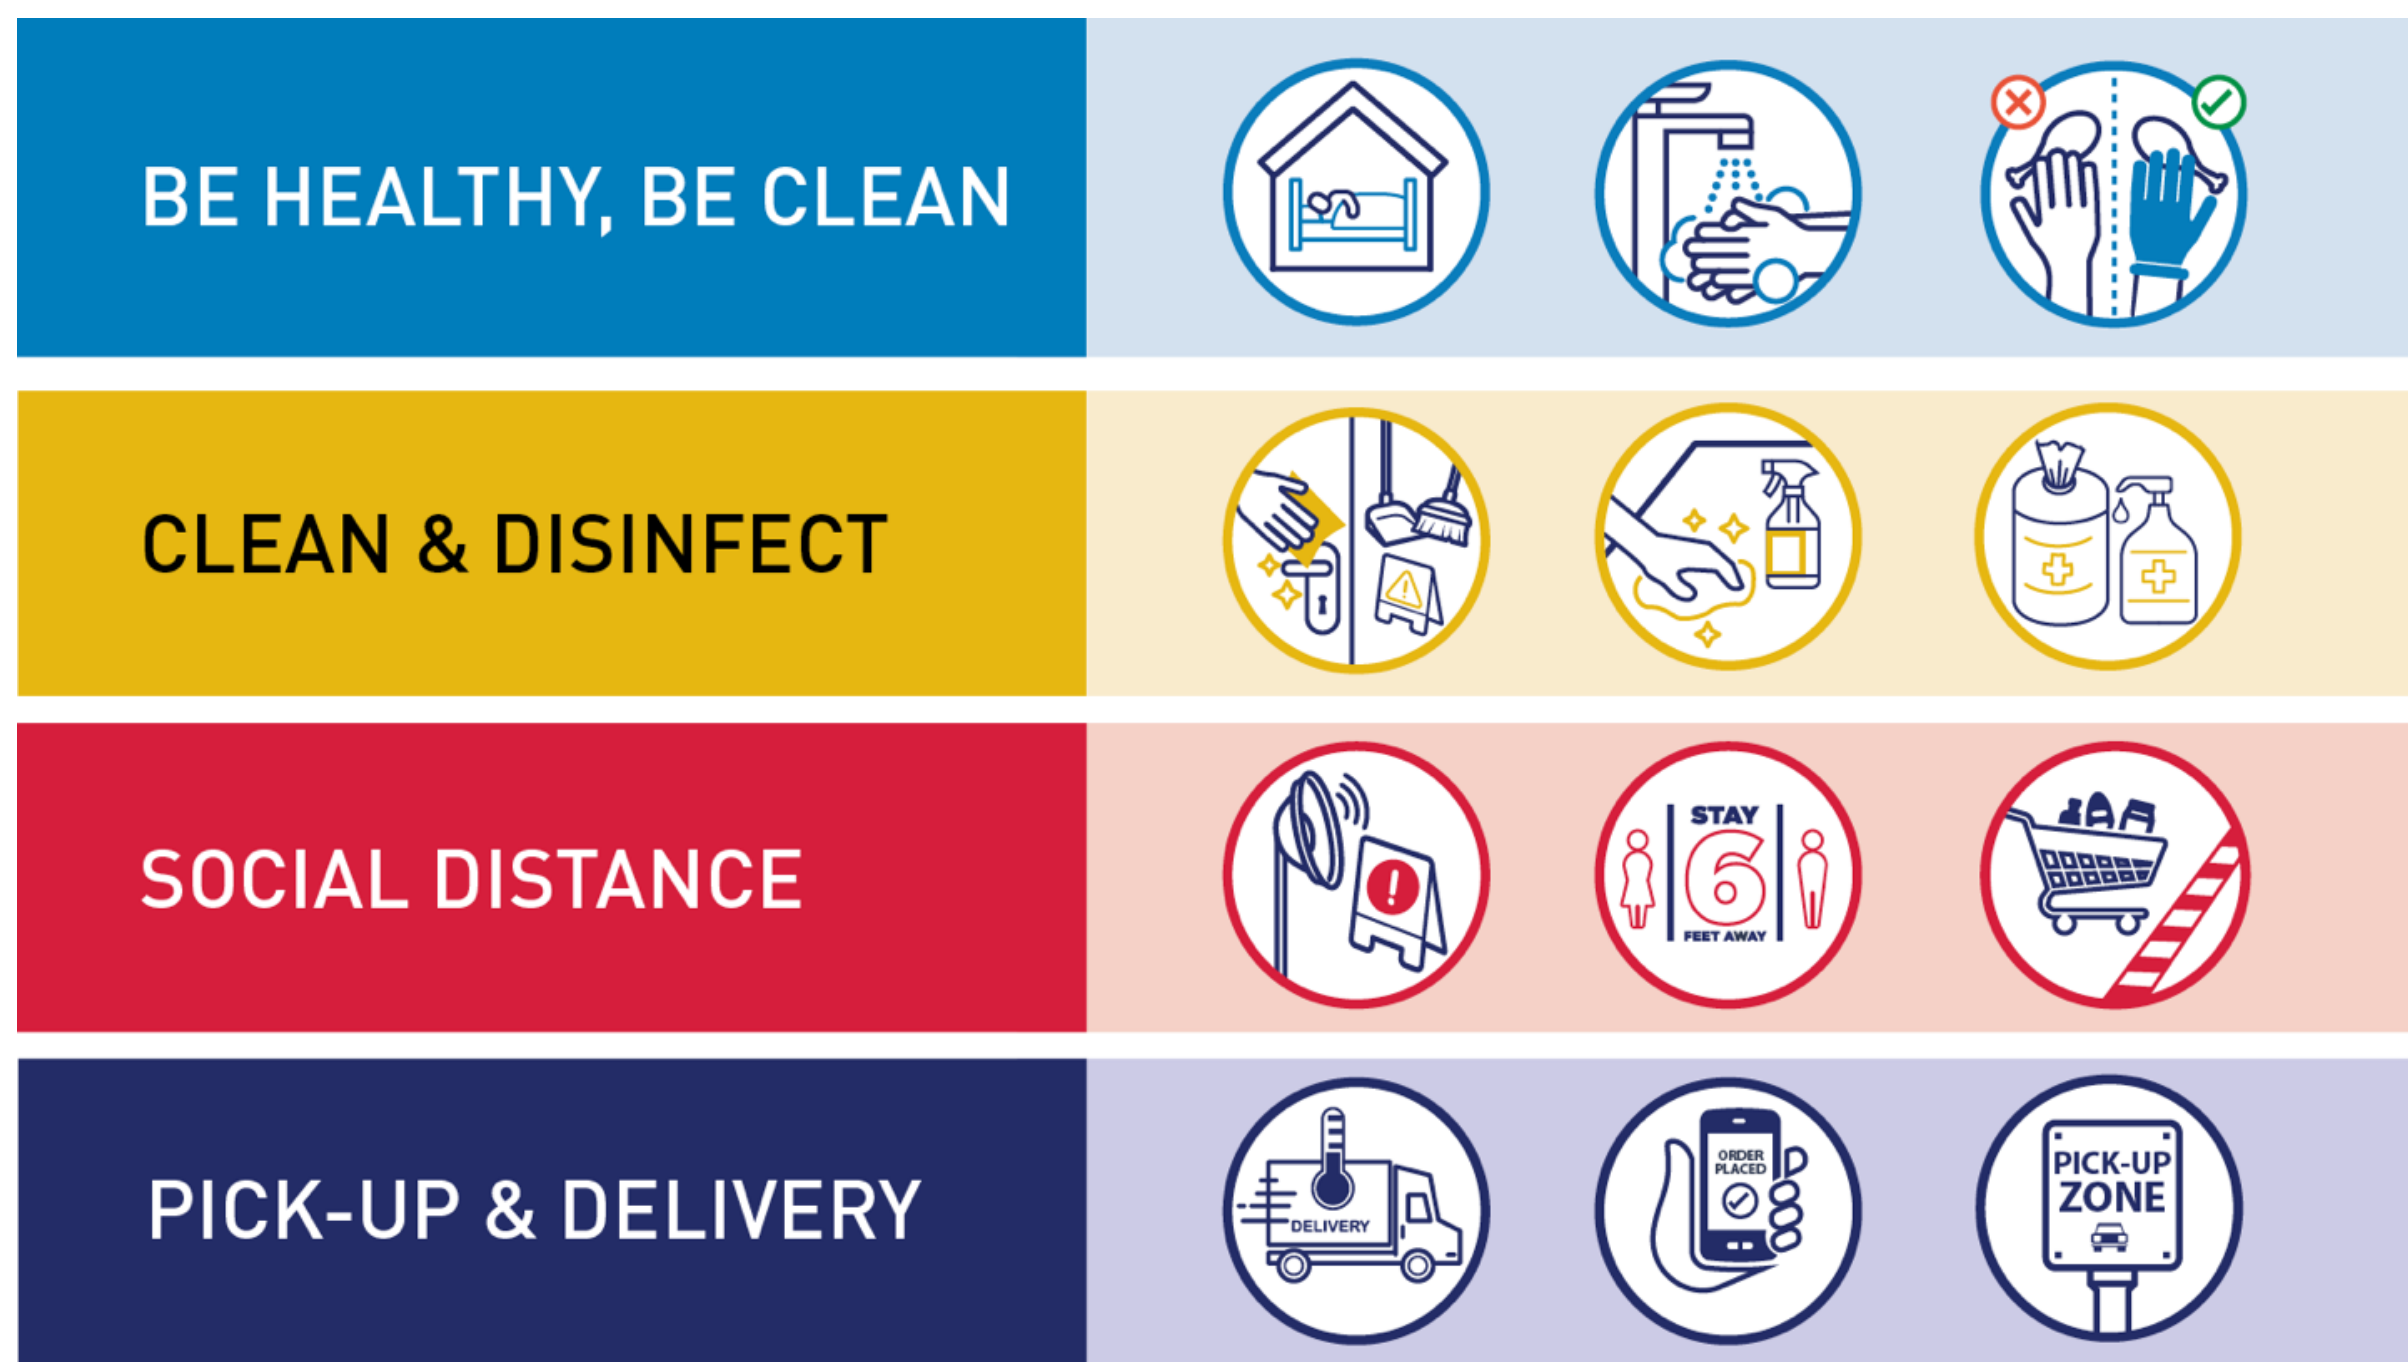 BE HEALTHY, BE CLEAN
CLEAN & DISINFECT
SOCIAL DISTANCE
STAY
6
FEET AWAY
PICK-UP & DELIVERY
DELIVERY
ORDER
PLACED
PICK-UP
ZONE